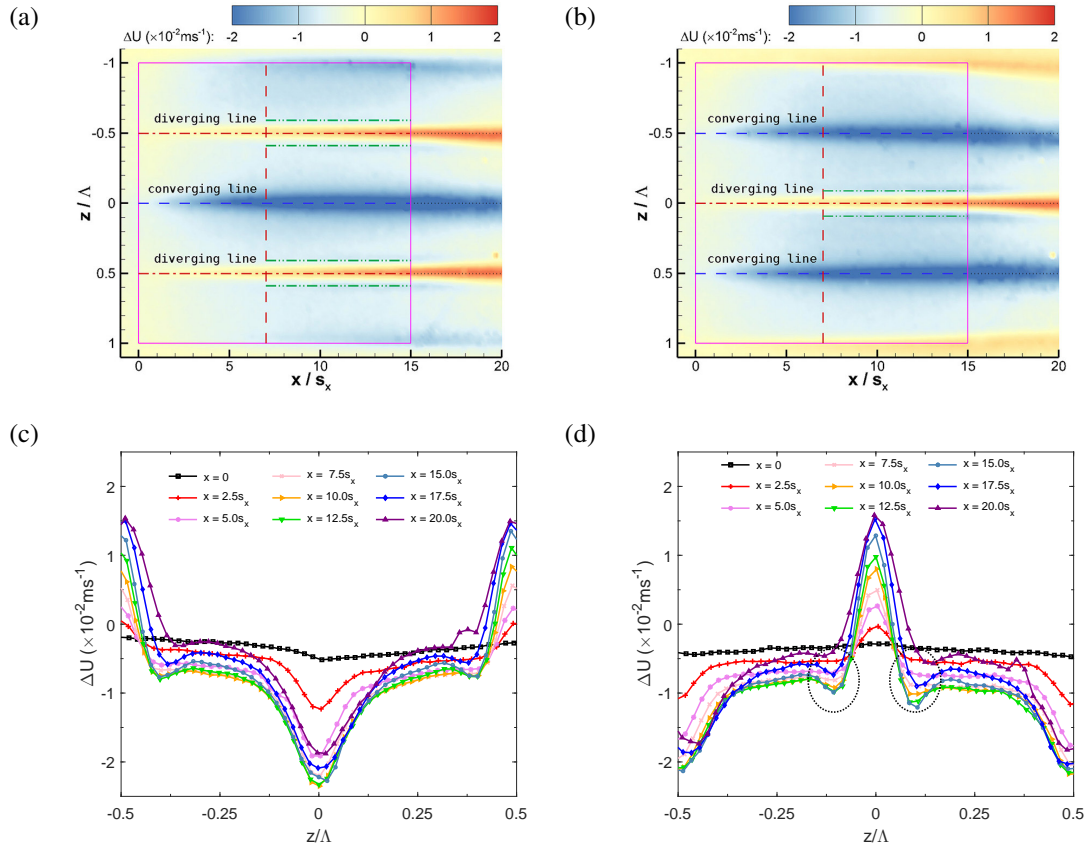 (a)
ΔU (×10⁻²ms⁻¹): -2 -1 0 1 2
-1
diverging line
-0.5
converging line
0
diverging line
0.5
1
z / Λ
0 5 10 15 20
x / sₓ
(b)
ΔU (×10⁻²ms⁻¹): -2 -1 0 1 2
-1
converging line
-0.5
diverging line
0
converging line
0.5
1
z / Λ
0 5 10 15 20
x / sₓ
(c)
x = 0 x = 7.5sₓ x = 15.0sₓ
x = 2.5sₓ x = 10.0sₓ x = 17.5sₓ
x = 5.0sₓ x = 12.5sₓ x = 20.0sₓ
2
1
0
-1
-2
ΔU (×10⁻²ms⁻¹)
-0.5 -0.25 0 0.25 0.5
z/Λ
(d)
x = 0 x = 7.5sₓ x = 15.0sₓ
x = 2.5sₓ x = 10.0sₓ x = 17.5sₓ
x = 5.0sₓ x = 12.5sₓ x = 20.0sₓ
2
1
0
-1
-2
ΔU (×10⁻²ms⁻¹)
-0.5 -0.25 0 0.25 0.5
z/Λ